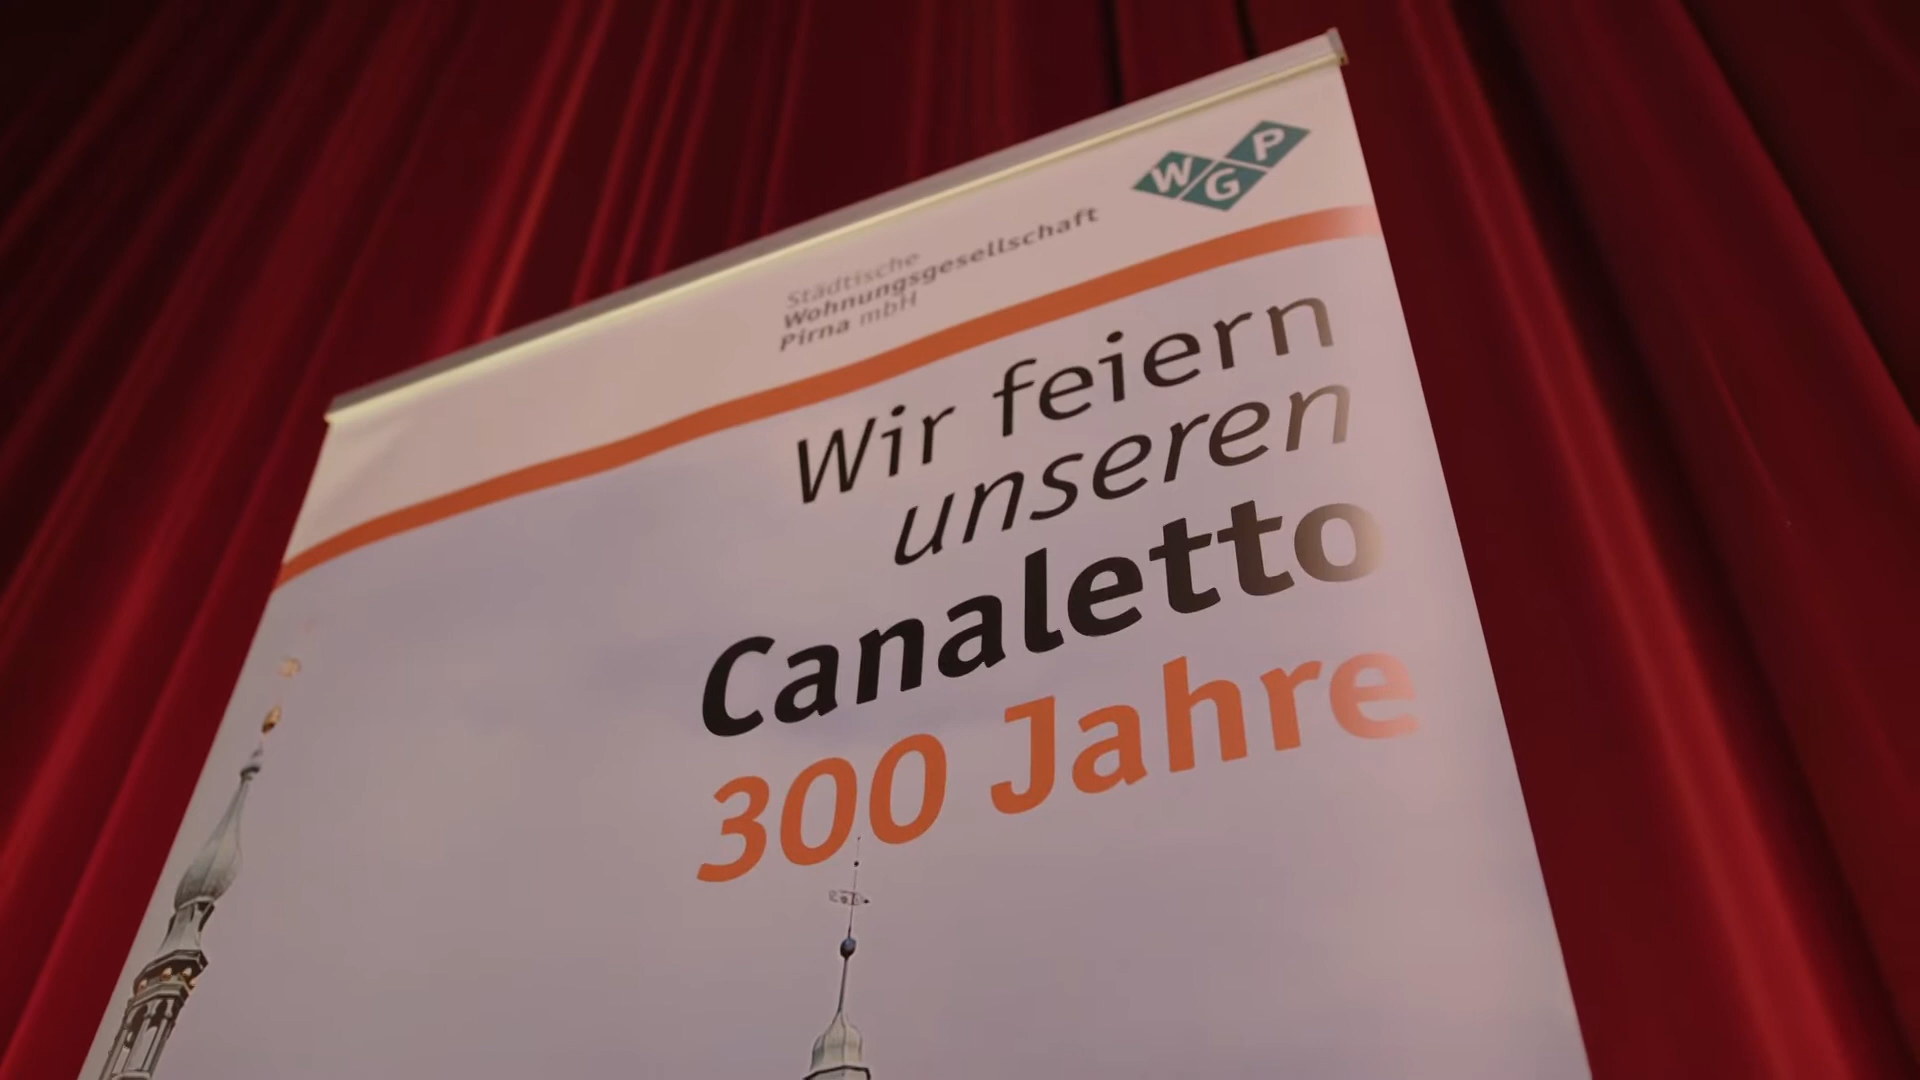 WGP
Städtische
Wohnungsgesellschaft
Pirna mbH
Wir feiern
unseren
Canaletto
300 Jahre